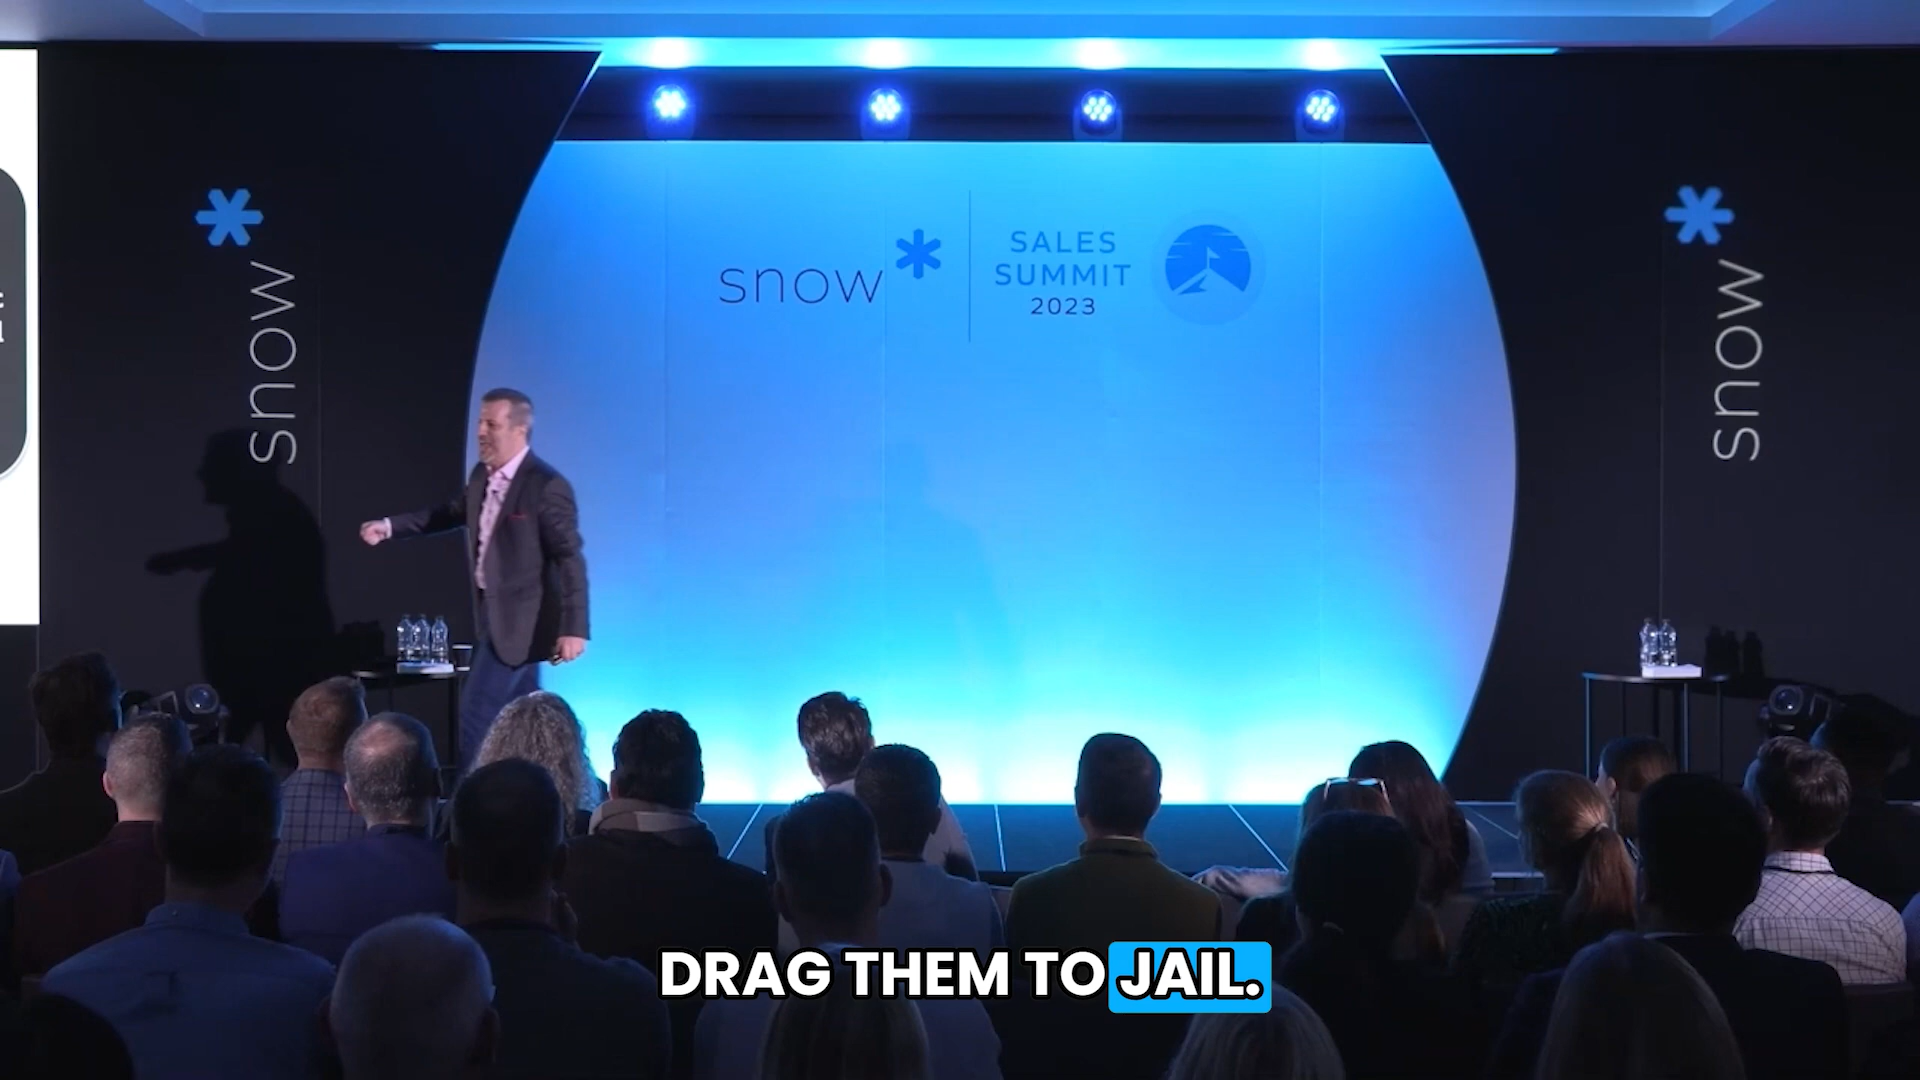 snow
snow
SALES
SUMMIT
2023
snow
DRAG THEM TO JAIL.